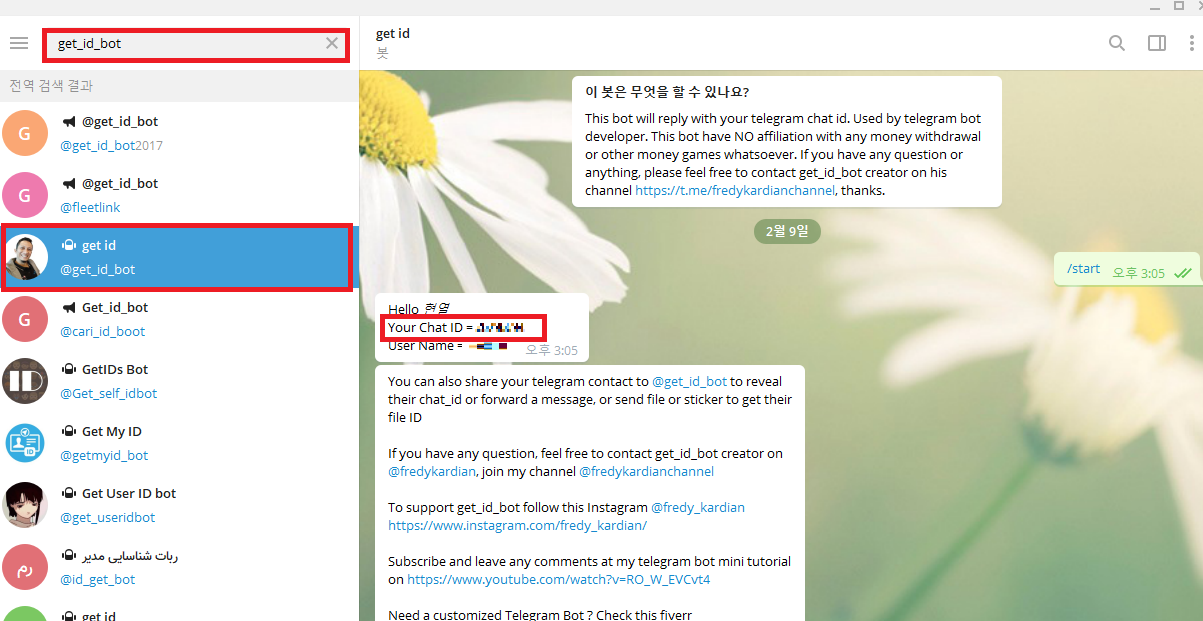 get_id_bot
전역 검색 결과
G
@get_id_bot
@get_id_bot2017
G
@get_id_bot
@fleetlink
get id
@get_id_bot
G
Get_id_bot
@cari_id_boot
GetIDs Bot
@Get_self_idbot
Get My ID
@getmyid_bot
Get User ID bot
@get_useridbot
رم
ربات شناسایی مدیر
@id_get_bot
get id
get id
봇
이 봇은 무엇을 할 수 있나요?
This bot will reply with your telegram chat id. Used by telegram bot
developer. This bot have NO affiliation with any money withdrawal
or other money games whatsoever. If you have any question or
anything, please feel free to contact get_id_bot creator on his
channel https://t.me/fredykardianchannel, thanks.
2월 9일
/start 오후 3:05
Hello 현열
Your Chat ID =
User Name = 오후 3:05
You can also share your telegram contact to @get_id_bot to reveal
their chat_id or forward a message, or send file or sticker to get their
file ID
If you have any question, feel free to contact get_id_bot creator on
@fredykardian, join my channel @fredykardianchannel
To support get_id_bot follow this Instagram @fredy_kardian
https://www.instagram.com/fredy_kardian/
Subscribe and leave any comments at my telegram bot mini tutorial
on https://www.youtube.com/watch?v=RO_W_EVCvt4
Need a customized Telegram Bot ? Check this fiverr